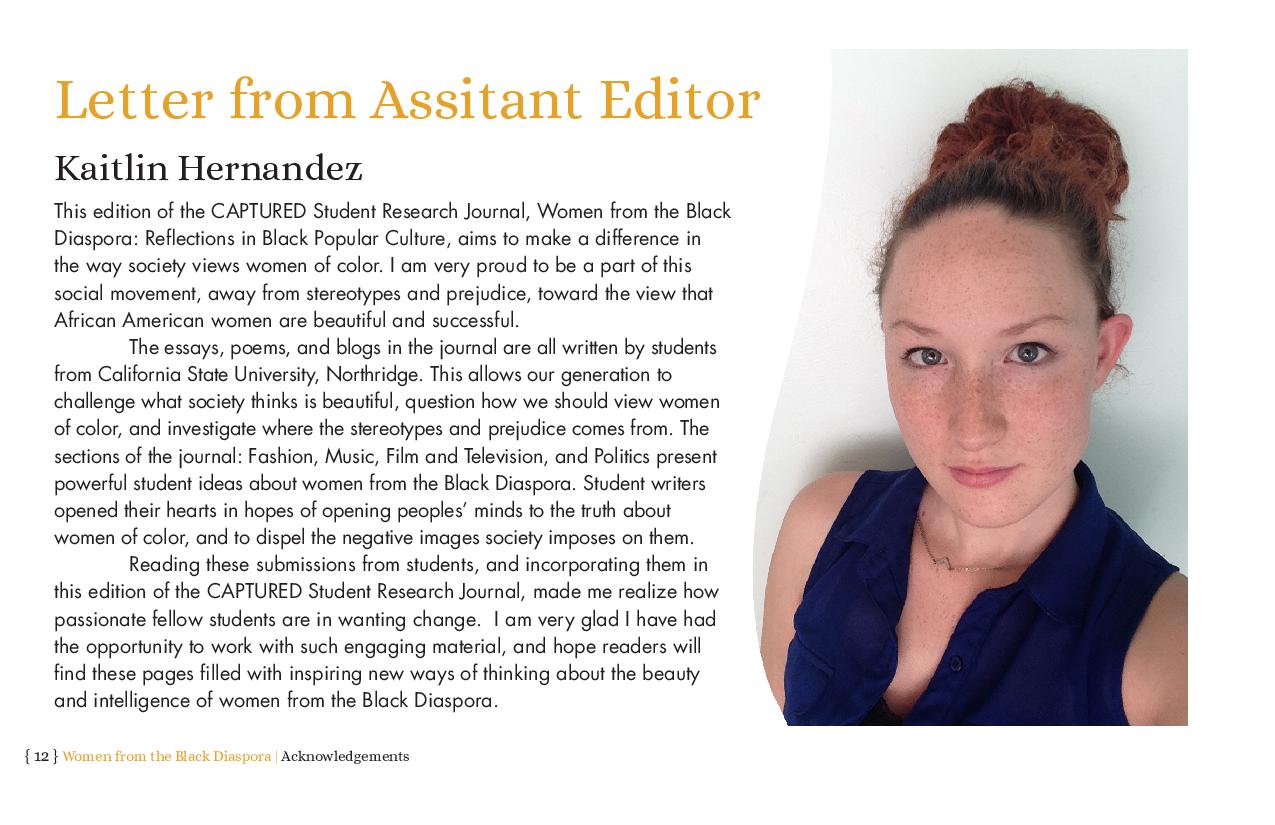 Letter from Assitant Editor
Kaitlin Hernandez
This edition of the CAPTURED Student Research Journal, Women from the Black
Diaspora: Reflections in Black Popular Culture, aims to make a difference in
the way society views women of color. I am very proud to be a part of this
social movement, away from stereotypes and prejudice, toward the view that
African American women are beautiful and successful.
The essays, poems, and blogs in the journal are all written by students
from California State University, Northridge. This allows our generation to
challenge what society thinks is beautiful, question how we should view women
of color, and investigate where the stereotypes and prejudice comes from. The
sections of the journal: Fashion, Music, Film and Television, and Politics present
powerful student ideas about women from the Black Diaspora. Student writers
opened their hearts in hopes of opening peoples’ minds to the truth about
women of color, and to dispel the negative images society imposes on them.
Reading these submissions from students, and incorporating them in
this edition of the CAPTURED Student Research Journal, made me realize how
passionate fellow students are in wanting change.  I am very glad I have had
the opportunity to work with such engaging material, and hope readers will
find these pages filled with inspiring new ways of thinking about the beauty
and intelligence of women from the Black Diaspora.
{ 12 } Women from the Black Diaspora | Acknowledgements